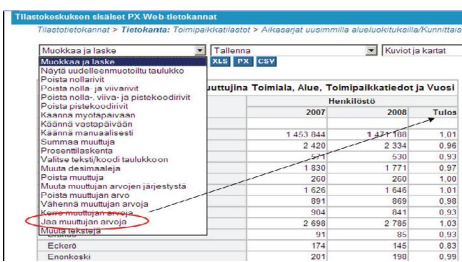 Tilastokeskuksen sisäiset PX Web tietokannat
Tilastotietokannat > Tietokanta: Toimipaikkatilastot > Aikasarjat uusimmilla alueluokituksilla/Kunnittais
Muokkaa ja laske
Tallenna
Kuviot ja kartat
Muokkaa ja laske
XLS PX CSV
Näytä uudelleenmuotoiltu taulukko
Poista nollarivit
Poista nolla- ja viivarivit
Poista nolla-, viiva- ja pistekoodirivit
Poista pistekoodirivit
Käännä myötäpäivään
Käännä vastapäivään
Käännä manuaalisesti
Summaa muuttuja
Prosenttilaskenta
Valitse teksti/koodi taulukkoon
Muuta desimaaleja
Poista muuttuja
Muuta muuttujan arvojen järjestystä
Poista muuttujan arvo
Vähennä muuttujan arvoja
Kerro muuttujan arvoja
Jaa muuttujan arvoja
Muuta tekstejä
uttujina Toimiala, Alue, Toimipaikkatiedot ja Vuosi
Henkilöstö
2007 2008 Tulos
1 453 844 1 471 188 1,01
2 420 2 334 0,96
571 530 0,93
1 830 1 771 0,97
260 260 1,00
1 626 1 646 1,01
891 869 0,98
904 841 0,93
2 698 2 785 1,03
91 85 0,93
Eckerö 174 145 0,83
Enonkoski 201 198 0,99